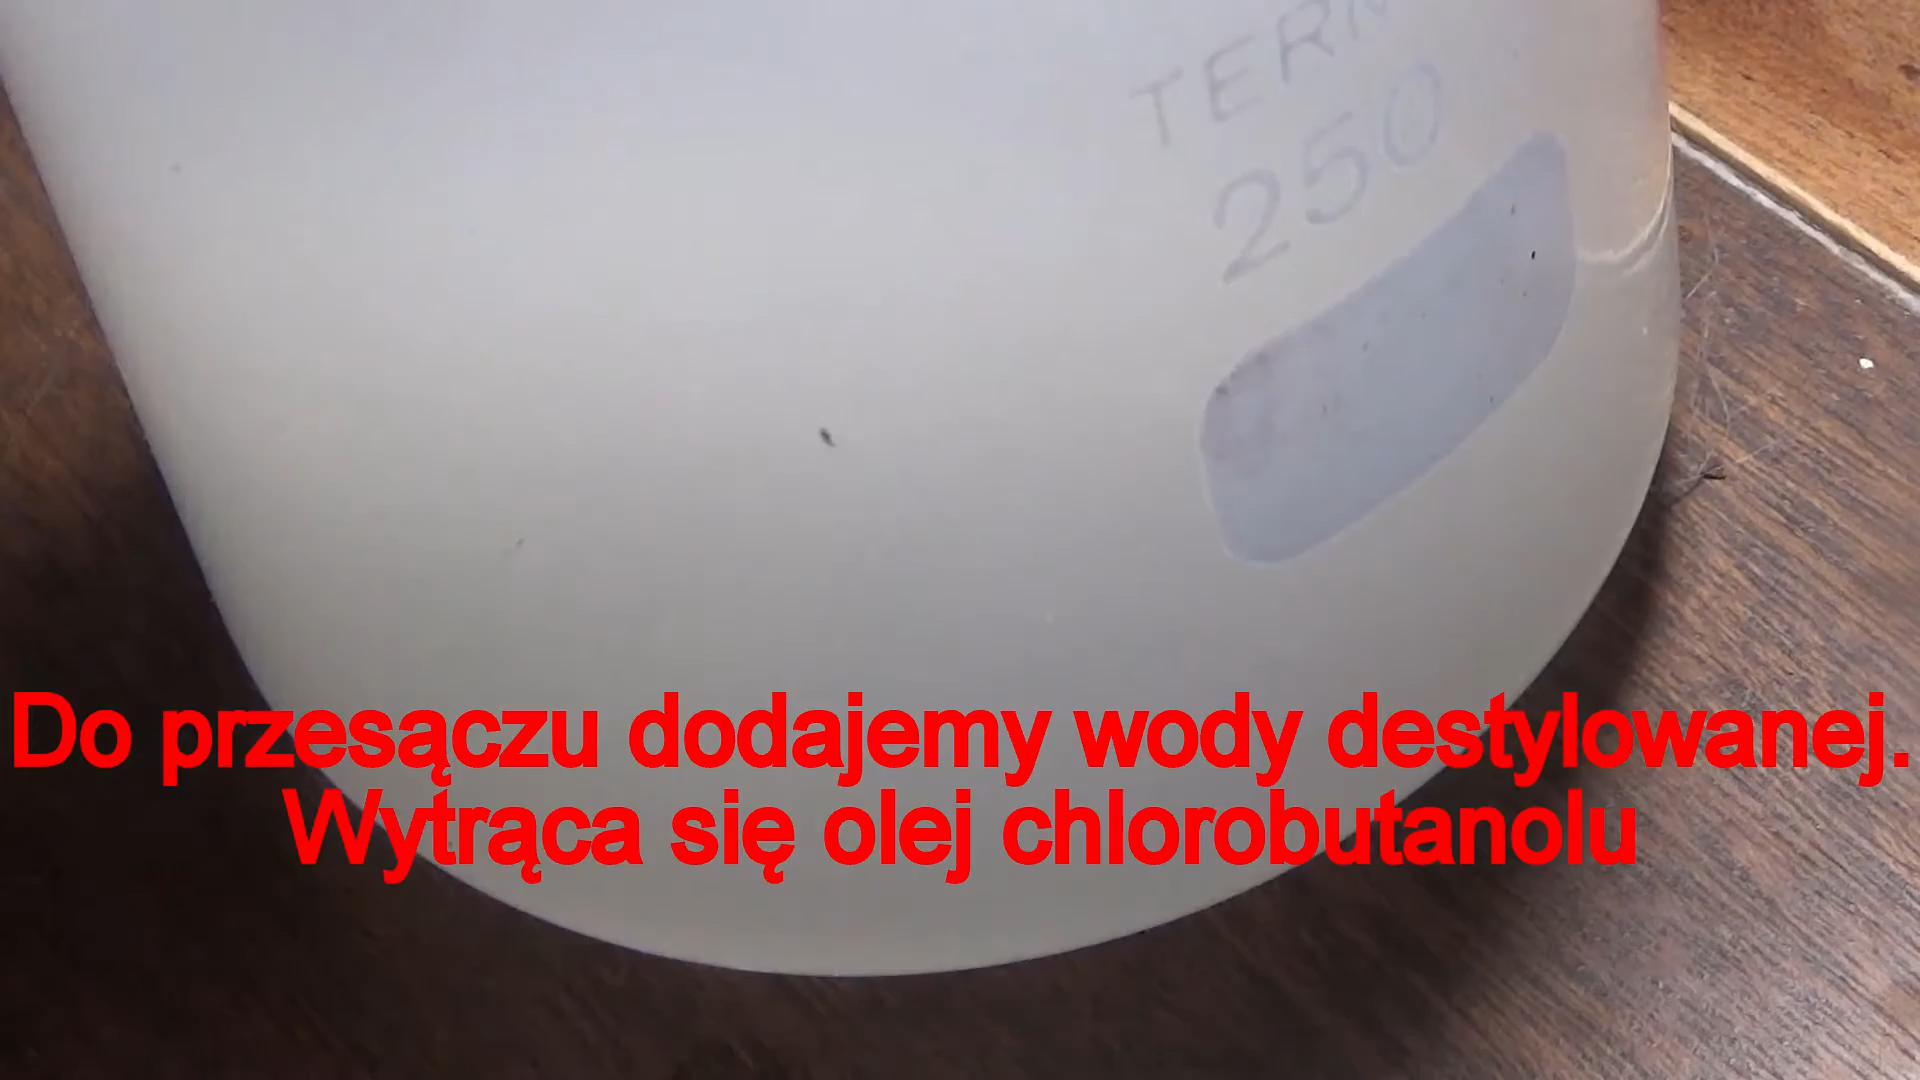 TERM
250
Do przesączu dodajemy wody destylowanej.
Wytrąca się olej chlorobutanolu